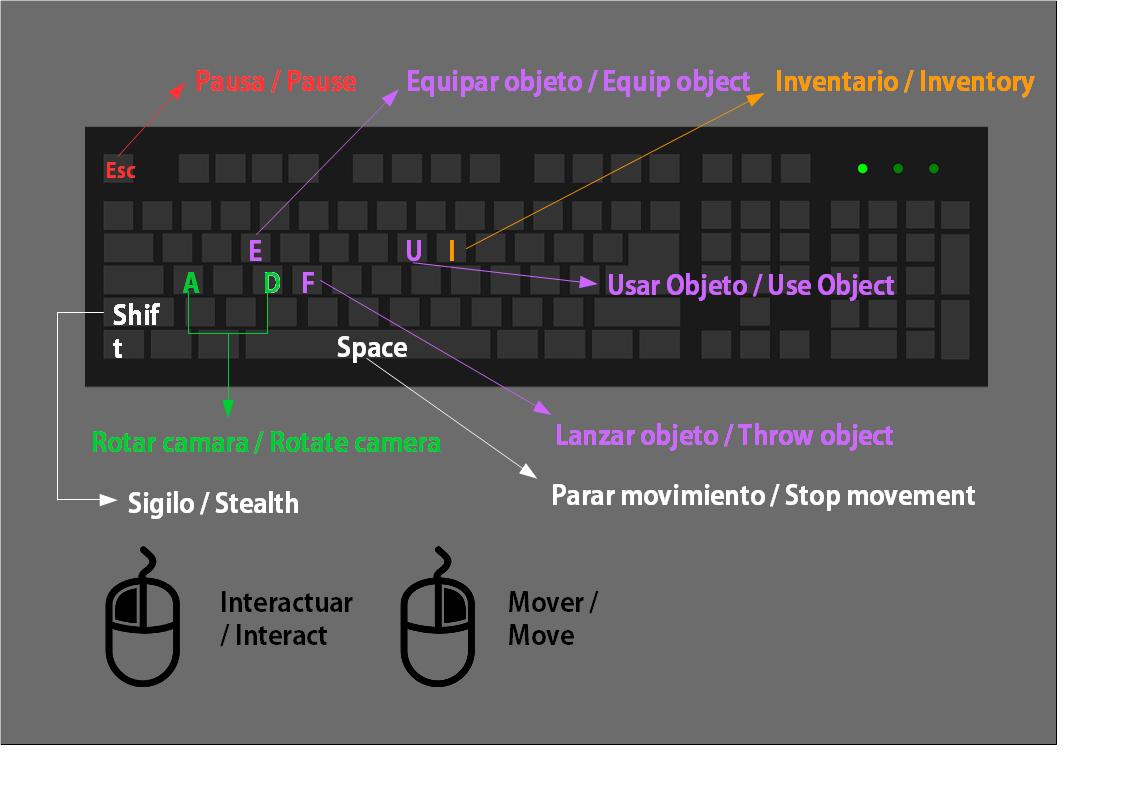 Pausa / Pause
Equipar objeto / Equip object
Inventario / Inventory
Esc
E
U
I
A
D
F
Usar Objeto / Use Object
Shif
t
Space
Rotar camara / Rotate camera
Lanzar objeto / Throw object
Sigilo / Stealth
Parar movimiento / Stop movement
Interactuar
/ Interact
Mover /
Move